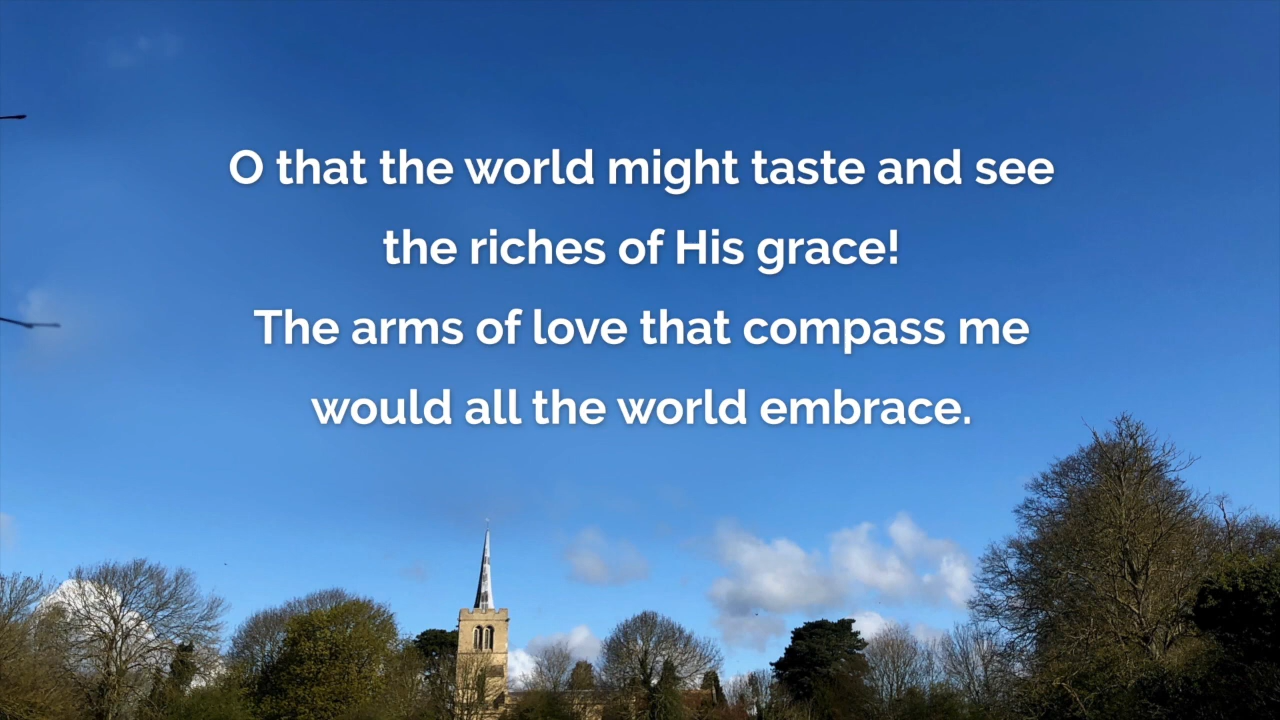 O that the world might taste and see
the riches of His grace!
The arms of love that compass me
would all the world embrace.